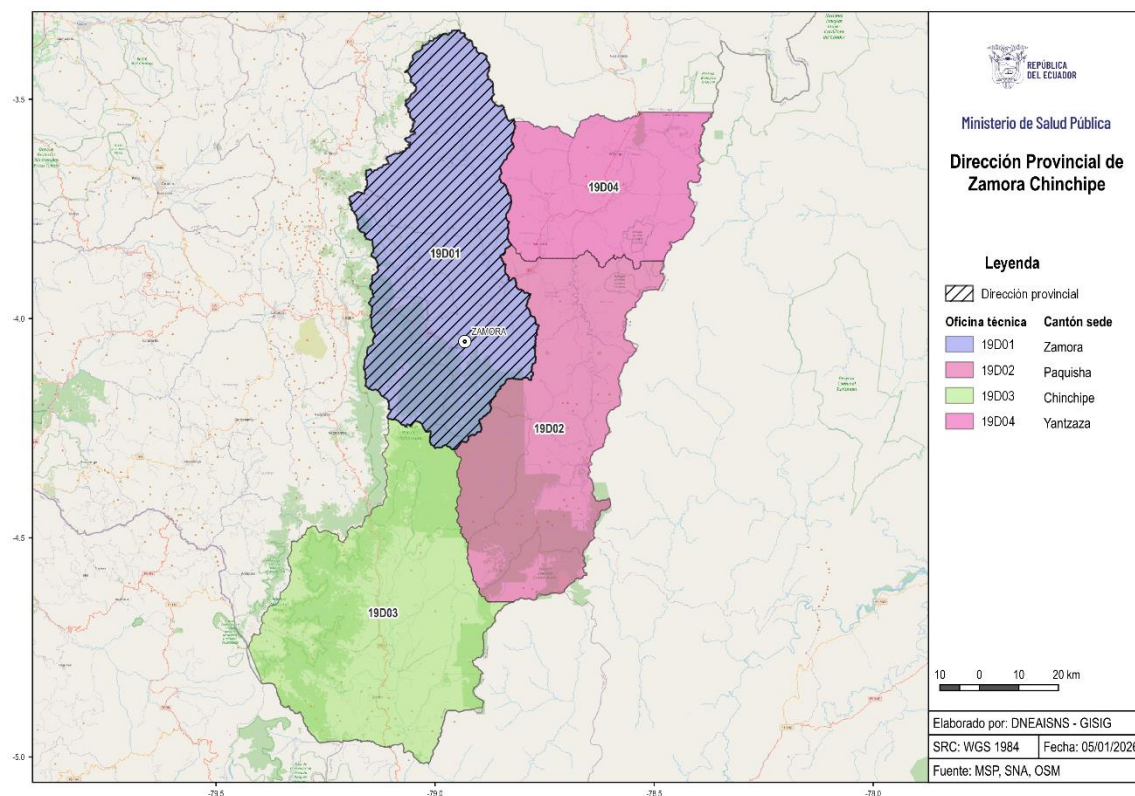 -3.5
-4.0
-4.5
-5.0
-79.5
-79.0
-78.5
-78.0
19D04
19D01
ZAMORA
19D02
19D03
REPÚBLICA
DEL ECUADOR
Ministerio de Salud Pública
Dirección Provincial de
Zamora Chinchipe
Leyenda
Dirección provincial
Oficina técnica Cantón sede
19D01 Zamora
19D02 Paquisha
19D03 Chinchipe
19D04 Yantzaza
10 0 10 20 km
Elaborado por: DNEAISNS - GISIG
SRC: WGS 1984 Fecha: 05/01/2026
Fuente: MSP, SNA, OSM